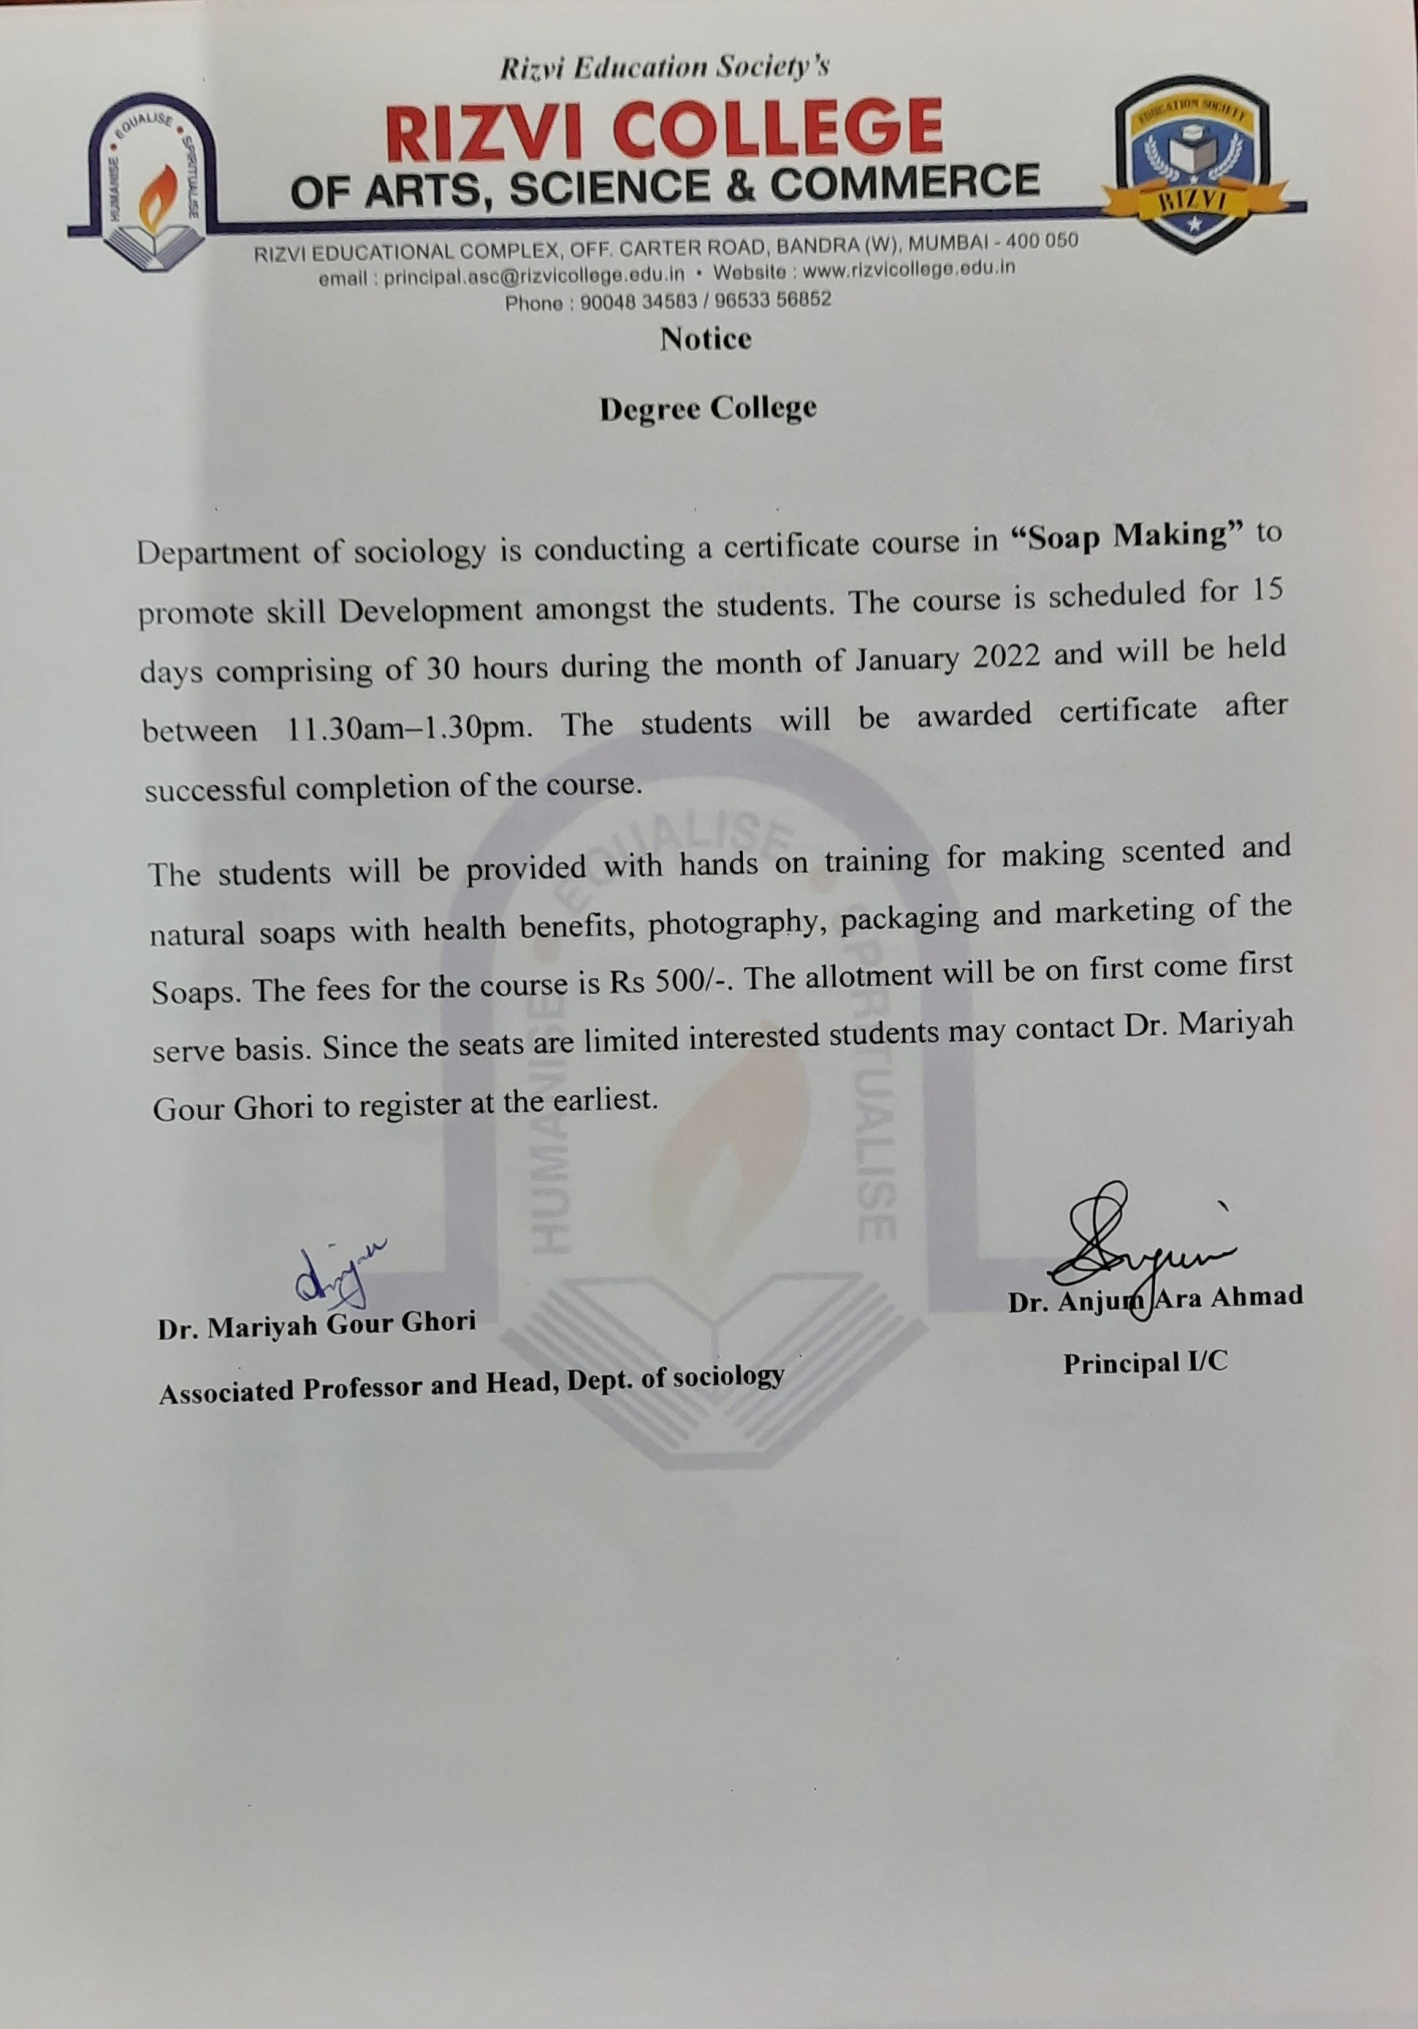 Rizvi Education Society's
RIZVI COLLEGE
OF ARTS, SCIENCE & COMMERCE
HUMANISE • EQUALISE • SPIRITUALISE
EDUCATION SOCIETY
RIZVI
RIZVI EDUCATIONAL COMPLEX, OFF. CARTER ROAD, BANDRA (W), MUMBAI - 400 050
email : principal.asc@rizvicollege.edu.in • Website : www.rizvicollege.edu.in
Phone : 90048 34583 / 96533 56852
Notice
Degree College
Department of sociology is conducting a certificate course in “Soap Making” to
promote skill Development amongst the students. The course is scheduled for 15
days comprising of 30 hours during the month of January 2022 and will be held
between 11.30am–1.30pm. The students will be awarded certificate after
successful completion of the course.
The students will be provided with hands on training for making scented and
natural soaps with health benefits, photography, packaging and marketing of the
Soaps. The fees for the course is Rs 500/-. The allotment will be on first come first
serve basis. Since the seats are limited interested students may contact Dr. Mariyah
Gour Ghori to register at the earliest.
HUMANISE • EQUALISE • SPIRITUALISE
Dr. Mariyah Gour Ghori
Associated Professor and Head, Dept. of sociology
Dr. Anjum Ara Ahmad
Principal I/C